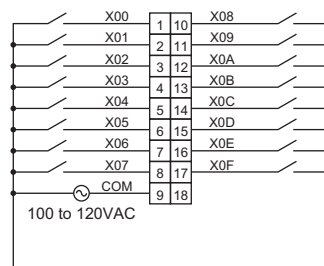 X00 1 10 X08
X01 2 11 X09
X02 3 12 X0A
X03 4 13 X0B
X04 5 14 X0C
X05 6 15 X0D
X06 7 16 X0E
X07 8 17 X0F
COM 9 18
100 to 120VAC